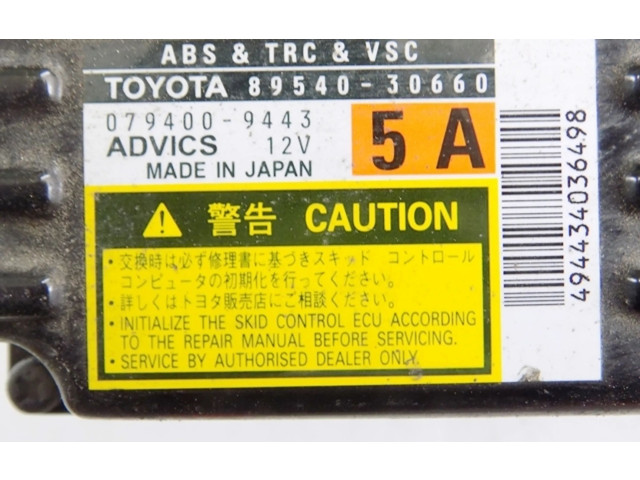 ABS & TRC & VSC
TOYOTA 89540-30660
079400-9443
ADVICS 12V
5A
MADE IN JAPAN
警告 CAUTION
・交換時は必ず修理書に基づきスキッド コントロール
コンピュータの初期化を行ってください。
・詳しくはトヨタ販売店にご相談ください。
・INITIALIZE THE SKID CONTROL ECU ACCORDING
TO THE REPAIR MANUAL BEFORE SERVICING.
・SERVICE BY AUTHORISED DEALER ONLY.
494434036498